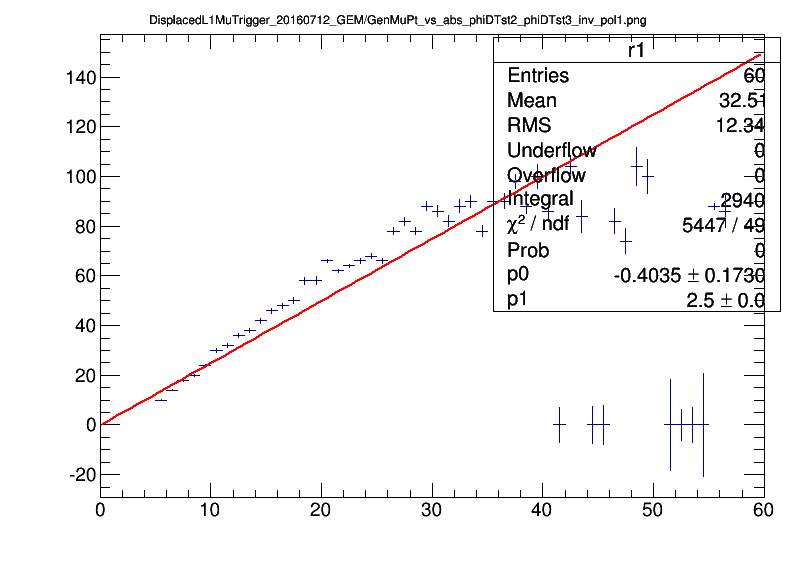 DisplacedL1MuTrigger_20160712_GEM/GenMuPt_vs_abs_phiDTst2_phiDTst3_inv_pol1.png
r1
Entries 60
Mean 32.51
RMS 12.34
Underflow 0
Overflow 0
Integral 2940
χ² / ndf 5447 / 49
Prob 0
p0 -0.4035 ± 0.1730
p1 2.5 ± 0.0
140
120
100
80
60
40
20
0
-20
0 10 20 30 40 50 60